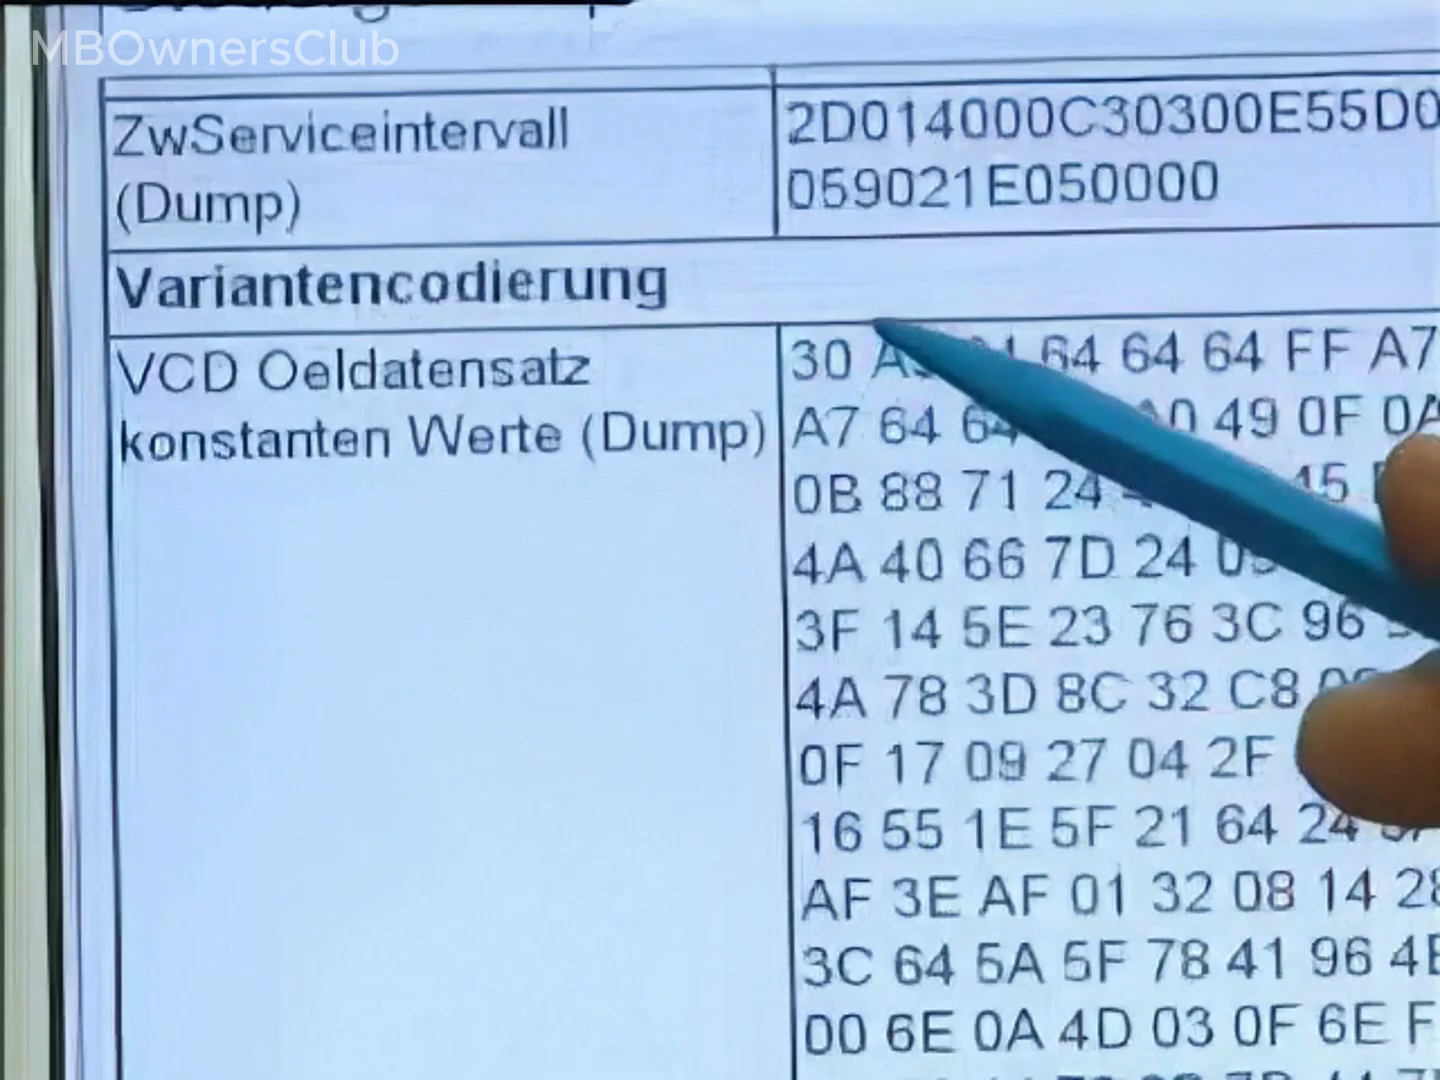 MBOwnersClub
ZwServiceintervall
(Dump)
2D014000C30300E55D0
059021E050000
Variantencodierung
VCD Oeldatensatz
konstanten Werte (Dump)
30 64 64 64 FF A7
A7 64 49 0F 0A
0B 88 71 24
4A 40 66 7D 24
3F 14 5E 23 76 3C 96
4A 78 3D 8C 32 C8
0F 17 09 27 04 2F
16 55 1E 5F 21 64 24
AF 3E AF 01 32 08 14 28
3C 64 5A 5F 78 41 96
00 6E 0A 4D 03 0F 6E